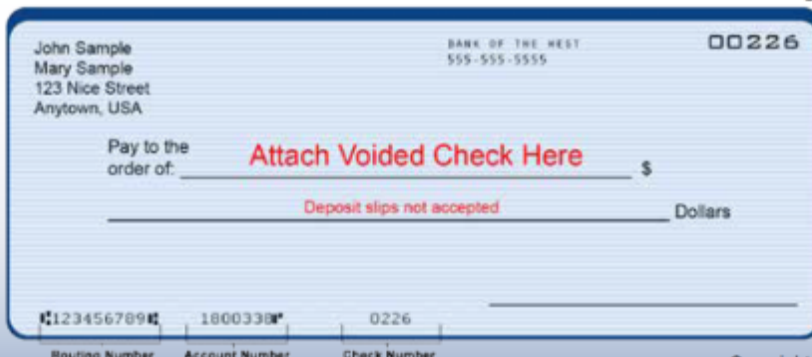 John Sample
Mary Sample
123 Nice Street
Anytown, USA
BANK OF THE WEST
555-555-5555
00226
Pay to the
order of:
Attach Voided Check Here
$
Deposit slips not accepted
Dollars
⑆123456789⑆ 1800338⑈ 0226
Routing Number Account Number Check Number